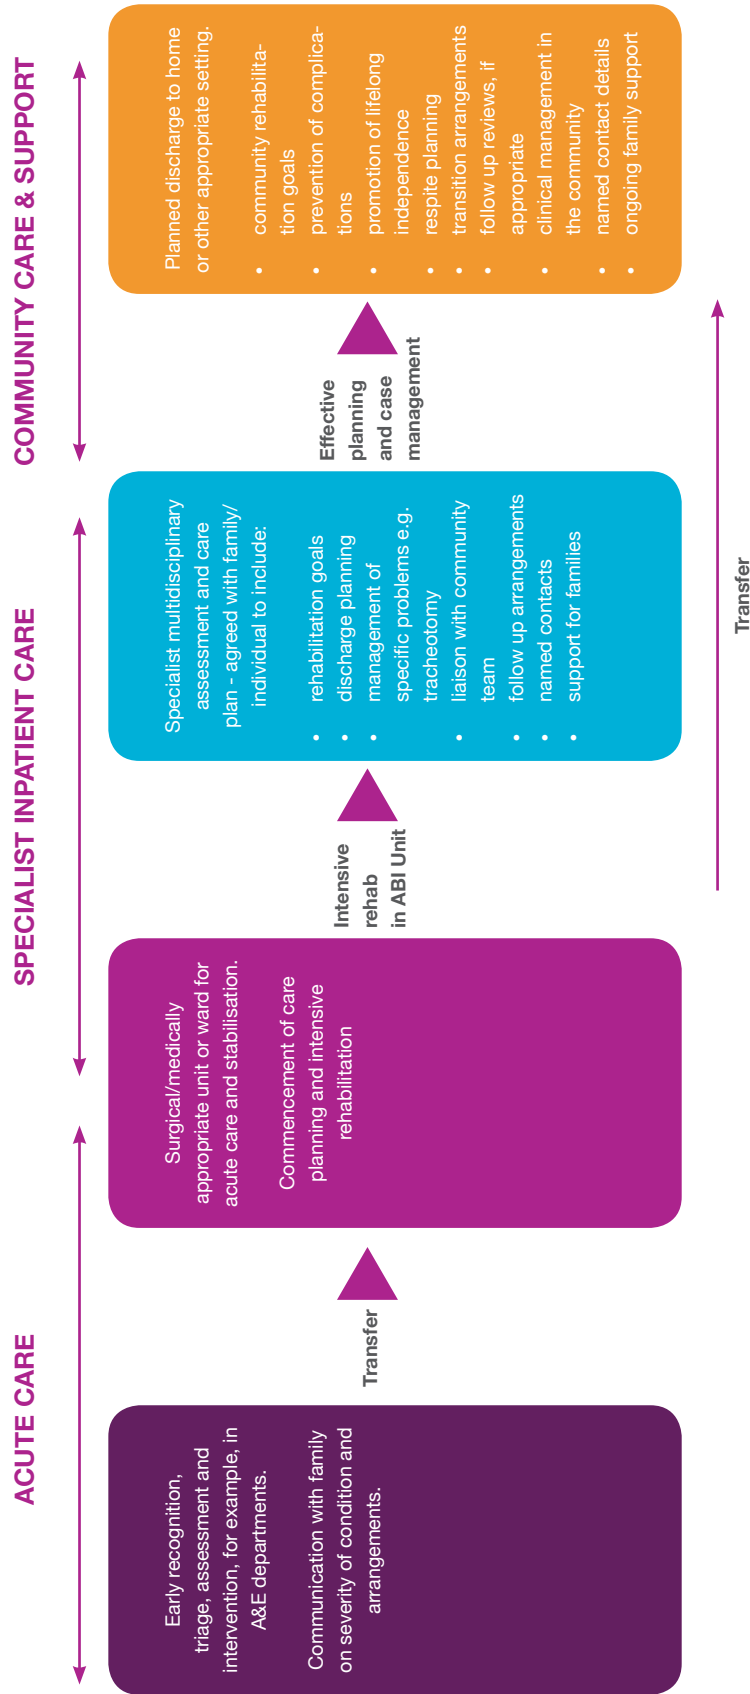 ACUTE CARE
SPECIALIST INPATIENT CARE
COMMUNITY CARE & SUPPORT
Early recognition,
triage, assessment and
intervention, for example, in
A&E departments.
Communication with family
on severity of condition and
arrangements.
Transfer
Surgical/medically
appropriate unit or ward for
acute care and stabilisation.
Commencement of care
planning and intensive
rehabilitation
Intensive
rehab
in ABI Unit
Specialist multidisciplinary
assessment and care
plan - agreed with family/
individual to include:
• rehabilitation goals
• discharge planning
• management of
specific problems e.g.
tracheotomy
• liaison with community
team
• follow up arrangements
• named contacts
• support for families
Effective
planning
and case
management
Planned discharge to home
or other appropriate setting.
• community rehabilita-
tion goals
• prevention of complica-
tions
• promotion of lifelong
independence
• respite planning
• transition arrangements
• follow up reviews, if
appropriate
• clinical management in
the community
• named contact details
• ongoing family support
Transfer